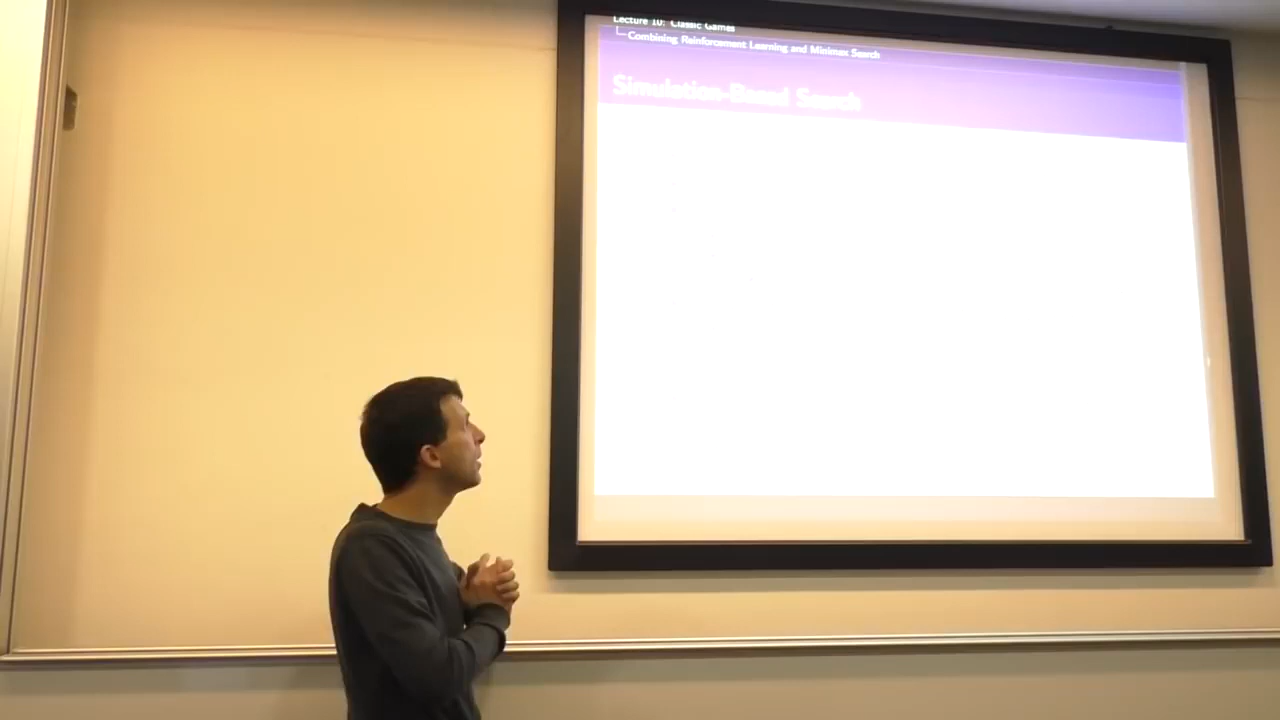 Lecture 10: Classic Games
Combining Reinforcement Learning and Minimax Search
Simulation-Based Search